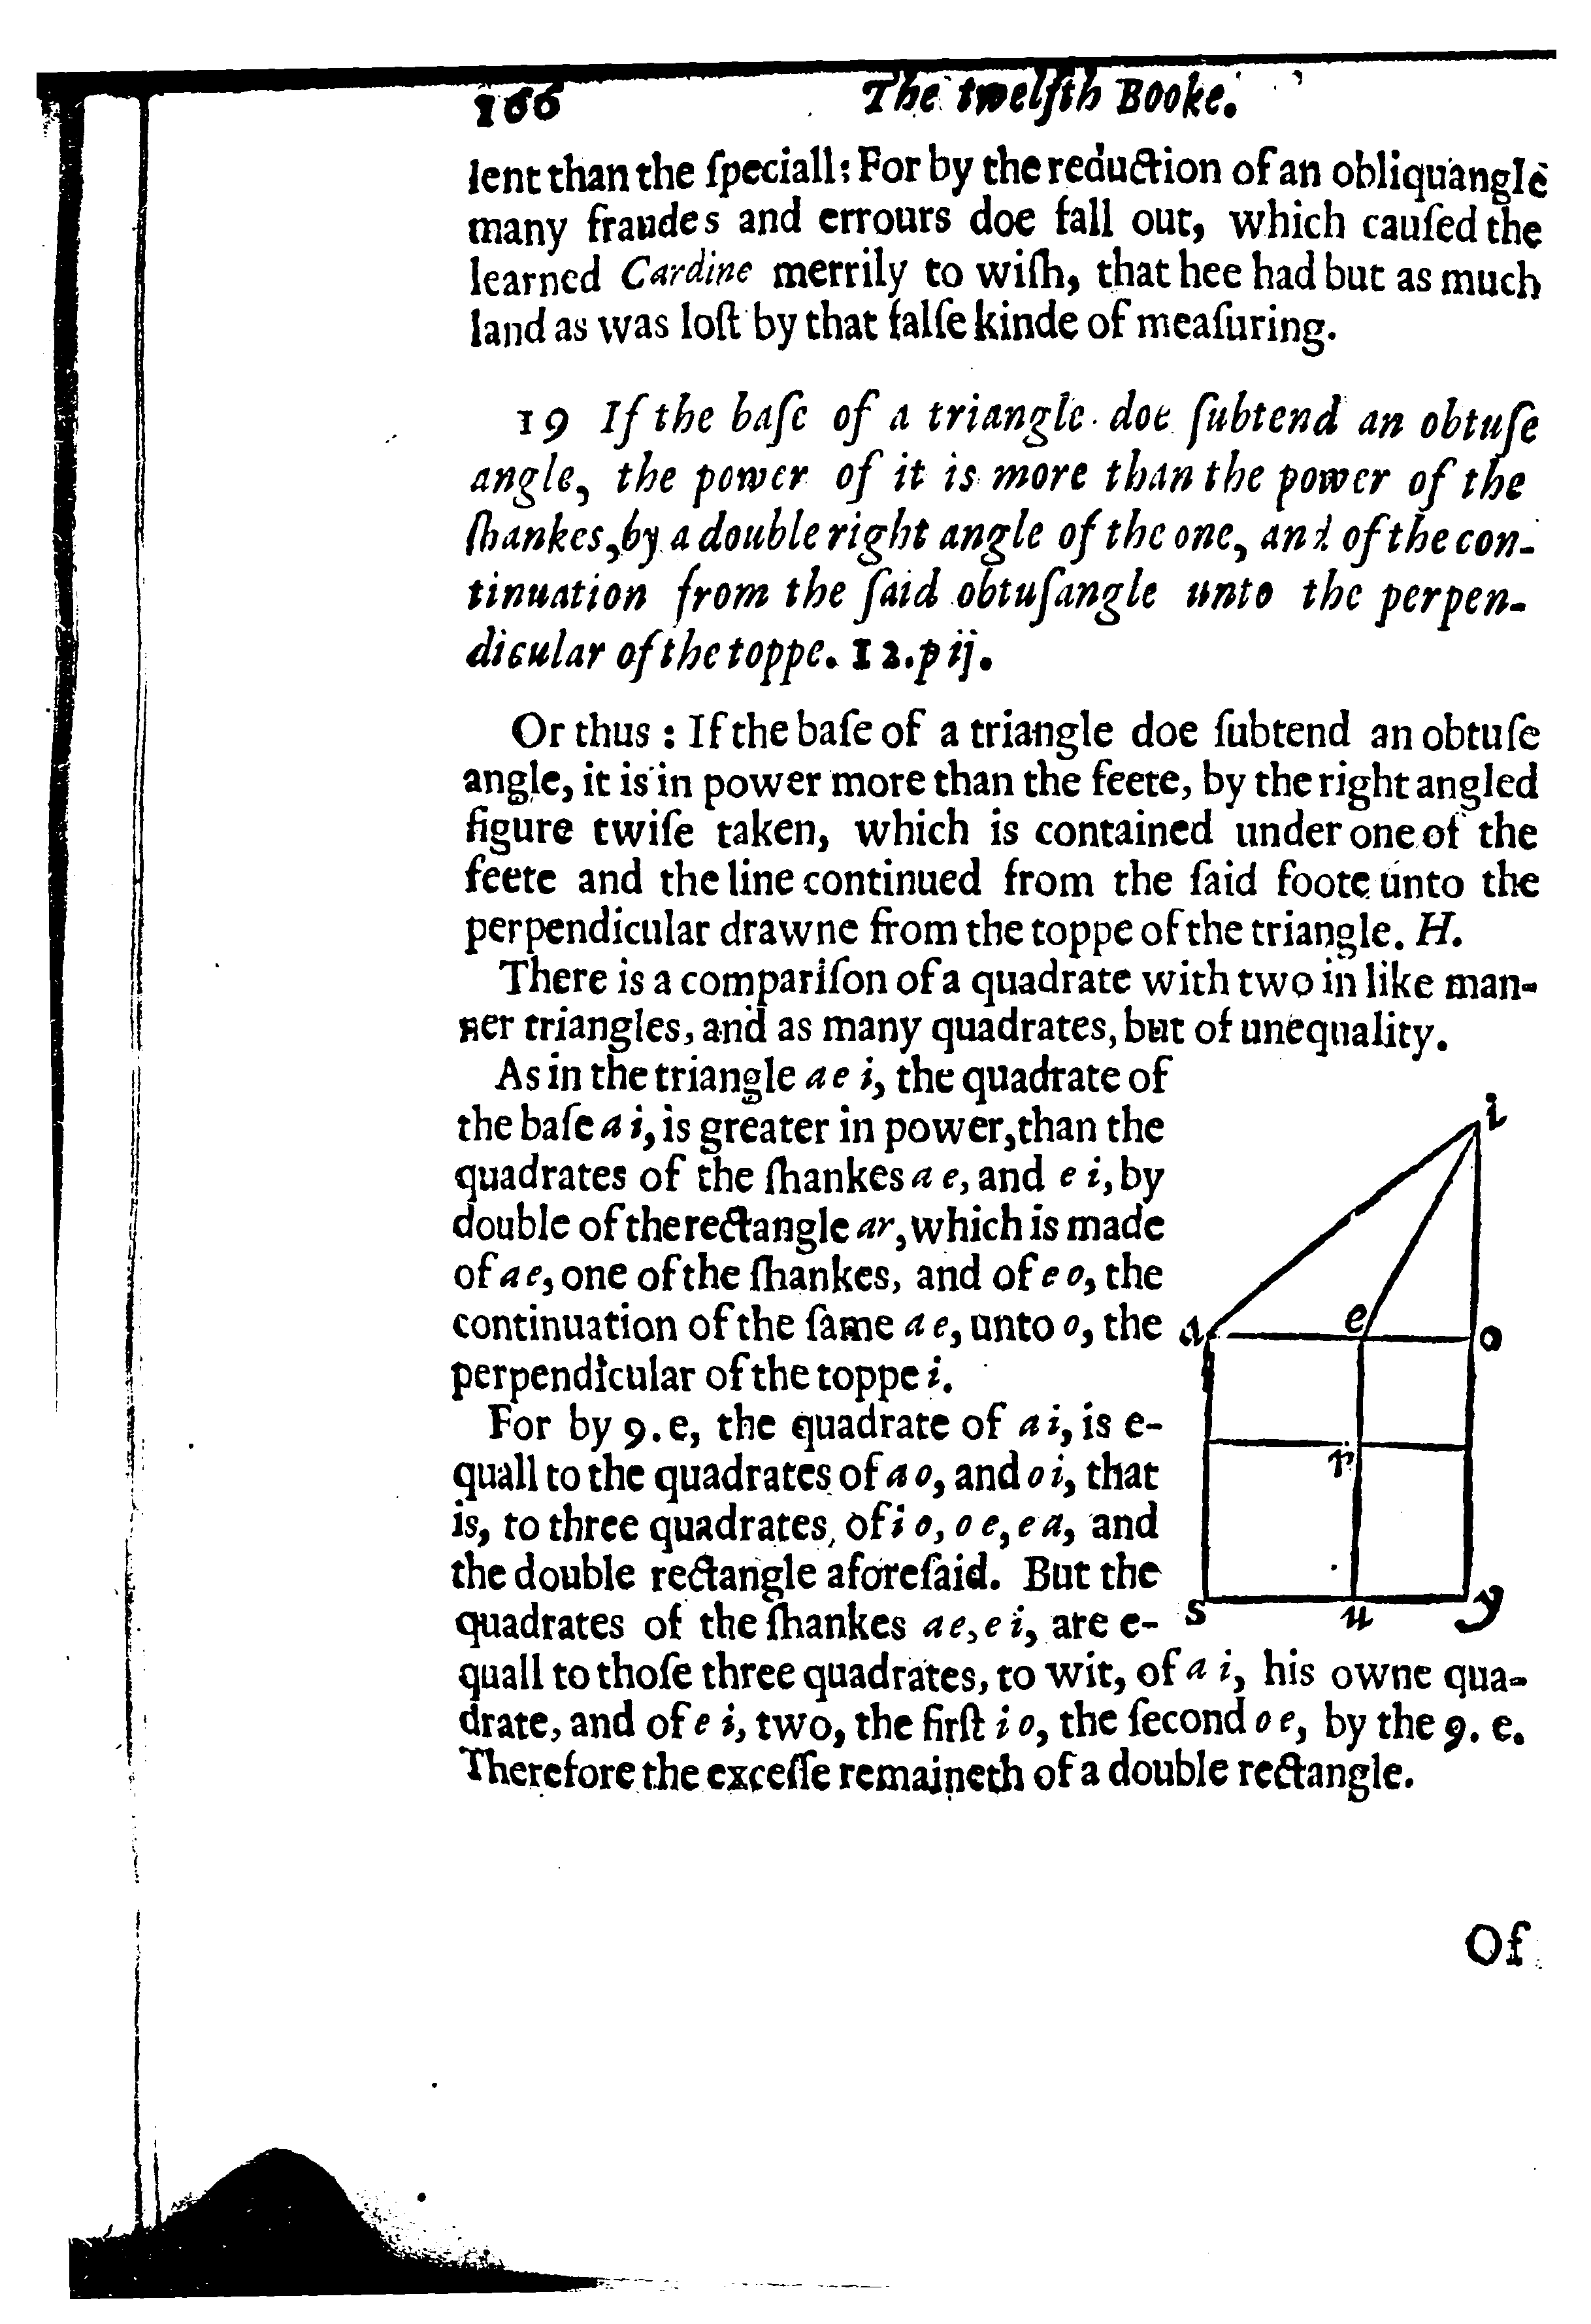 166 The twelfth Booke.
lent than the ſpeciall: For by the reduction of an obliquangle
many fraudes and errours doe fall out, which cauſed the
learned Cardine merrily to wiſh, that hee had but as much
land as was loſt by that falſe kinde of meaſuring.
19 If the baſe of a triangle doe ſubtend an obtuſe
angle, the power of it is more than the power of the
ſhankes, by a double right angle of the one, and of the con-
tinuation from the ſaid obtuſangle unto the perpen-
dicular of the toppe. 12. p ij.
Or thus: If the baſe of a triangle doe ſubtend an obtuſe
angle, it is in power more than the feete, by the right angled
figure twiſe taken, which is contained under one of the
feete and the line continued from the ſaid foote unto the
perpendicular drawne from the toppe of the triangle. H.
There is a compariſon of a quadrate with two in like man-
ner triangles, and as many quadrates, but of unequality.
As in the triangle a e i, the quadrate of
the baſe a i, is greater in power, than the
quadrates of the ſhankes a e, and e i, by
double of the rectangle ar, which is made
of a e, one of the ſhankes, and of e o, the
continuation of the ſame a e, unto o, the
perpendicular of the toppe i.
For by 9. e, the quadrate of a i, is e-
quall to the quadrates of a o, and o i, that
is, to three quadrates, of i o, o e, e a, and
the double rectangle aforeſaid. But the
quadrates of the ſhankes a e, e i, are e-
quall to thoſe three quadrates, to wit, of a i, his owne qua-
drate, and of e i, two, the firſt i o, the ſecond o e, by the 9. e.
Therefore the exceſſe remaineth of a double rectangle.
i
a e o
r
s u y
Of